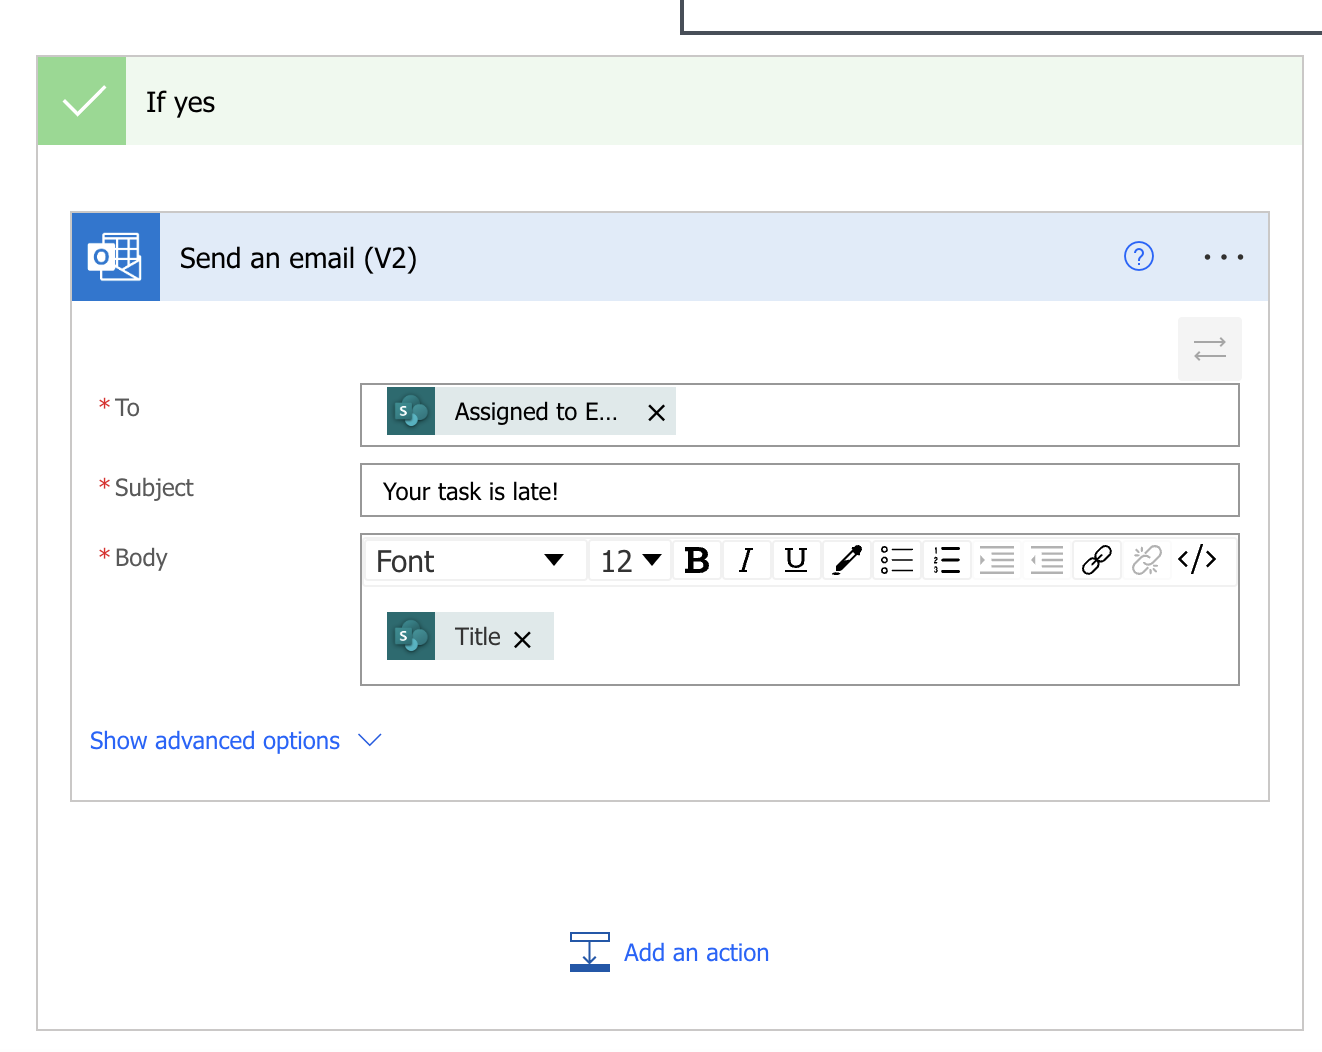 If yes
Send an email (V2)
?
* To
Assigned to E...
* Subject
Your task is late!
* Body
Font 12 B I U </>
Title
Show advanced options
Add an action